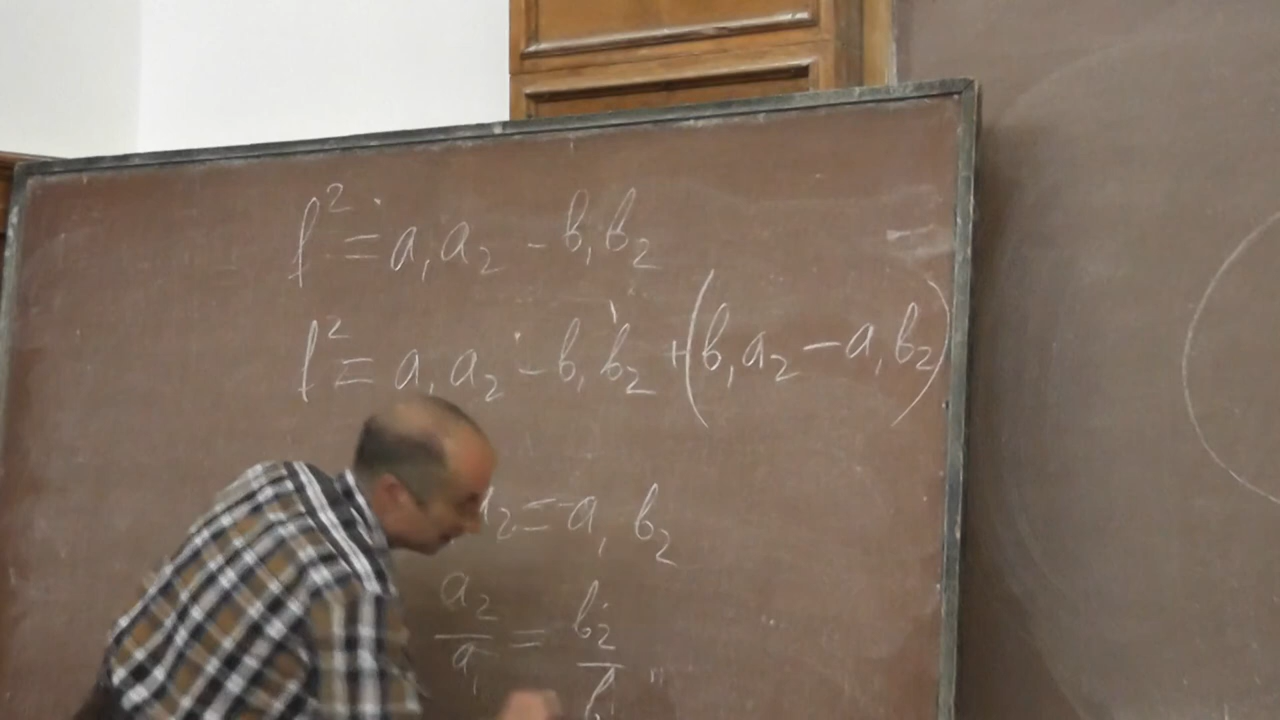 l² = a₁a₂ - b₁b₂
l² = a₁a₂ - b₁b₂ + (b₁a₂ - a₁b₂)
a₂ = a₁ b₂
a₂/a₁ = b₂/b₁